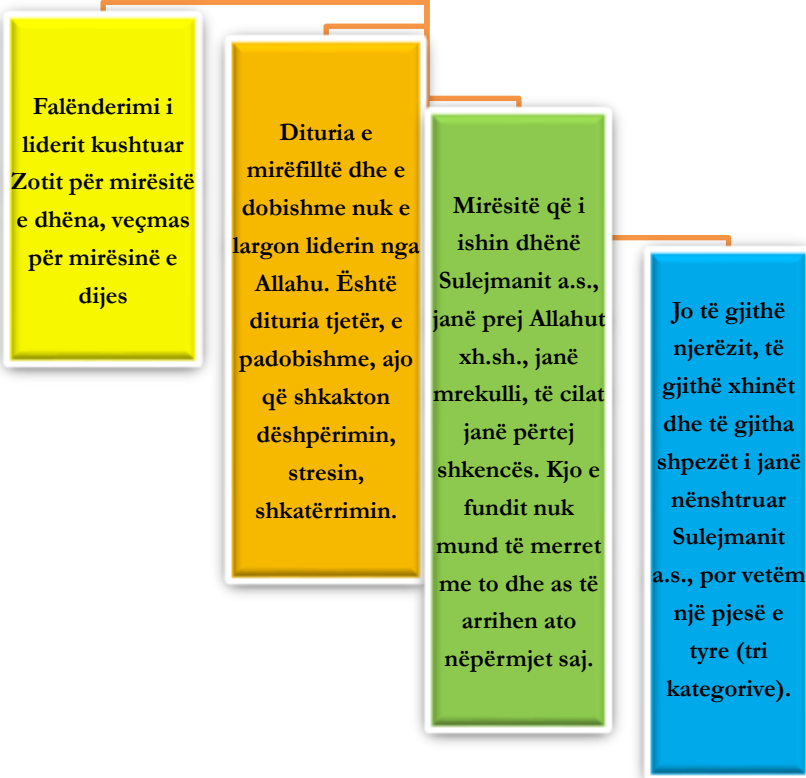 Falënderimi i
liderit kushtuar
Zotit për mirësitë
e dhëna, veçmas
për mirësinë e
dijes
Dituria e
mirëfilltë dhe e
dobishme nuk e
largon liderin nga
Allahu. Është
dituria tjetër, e
padobishme, ajo
që shkakton
dëshpërimin,
stresin,
shkatërrimin.
Mirësitë që i
ishin dhënë
Sulejmanit a.s.,
janë prej Allahut
xh.sh., janë
mrekulli, të cilat
janë përtej
shkencës. Kjo e
fundit nuk
mund të merret
me to dhe as të
arrihen ato
nëpërmjet saj.
Jo të gjithë
njerëzit, të
gjithë xhinët
dhe të gjitha
shpezët i janë
nënshtruar
Sulejmanit
a.s., por vetëm
një pjesë e
tyre (tri
kategorive).